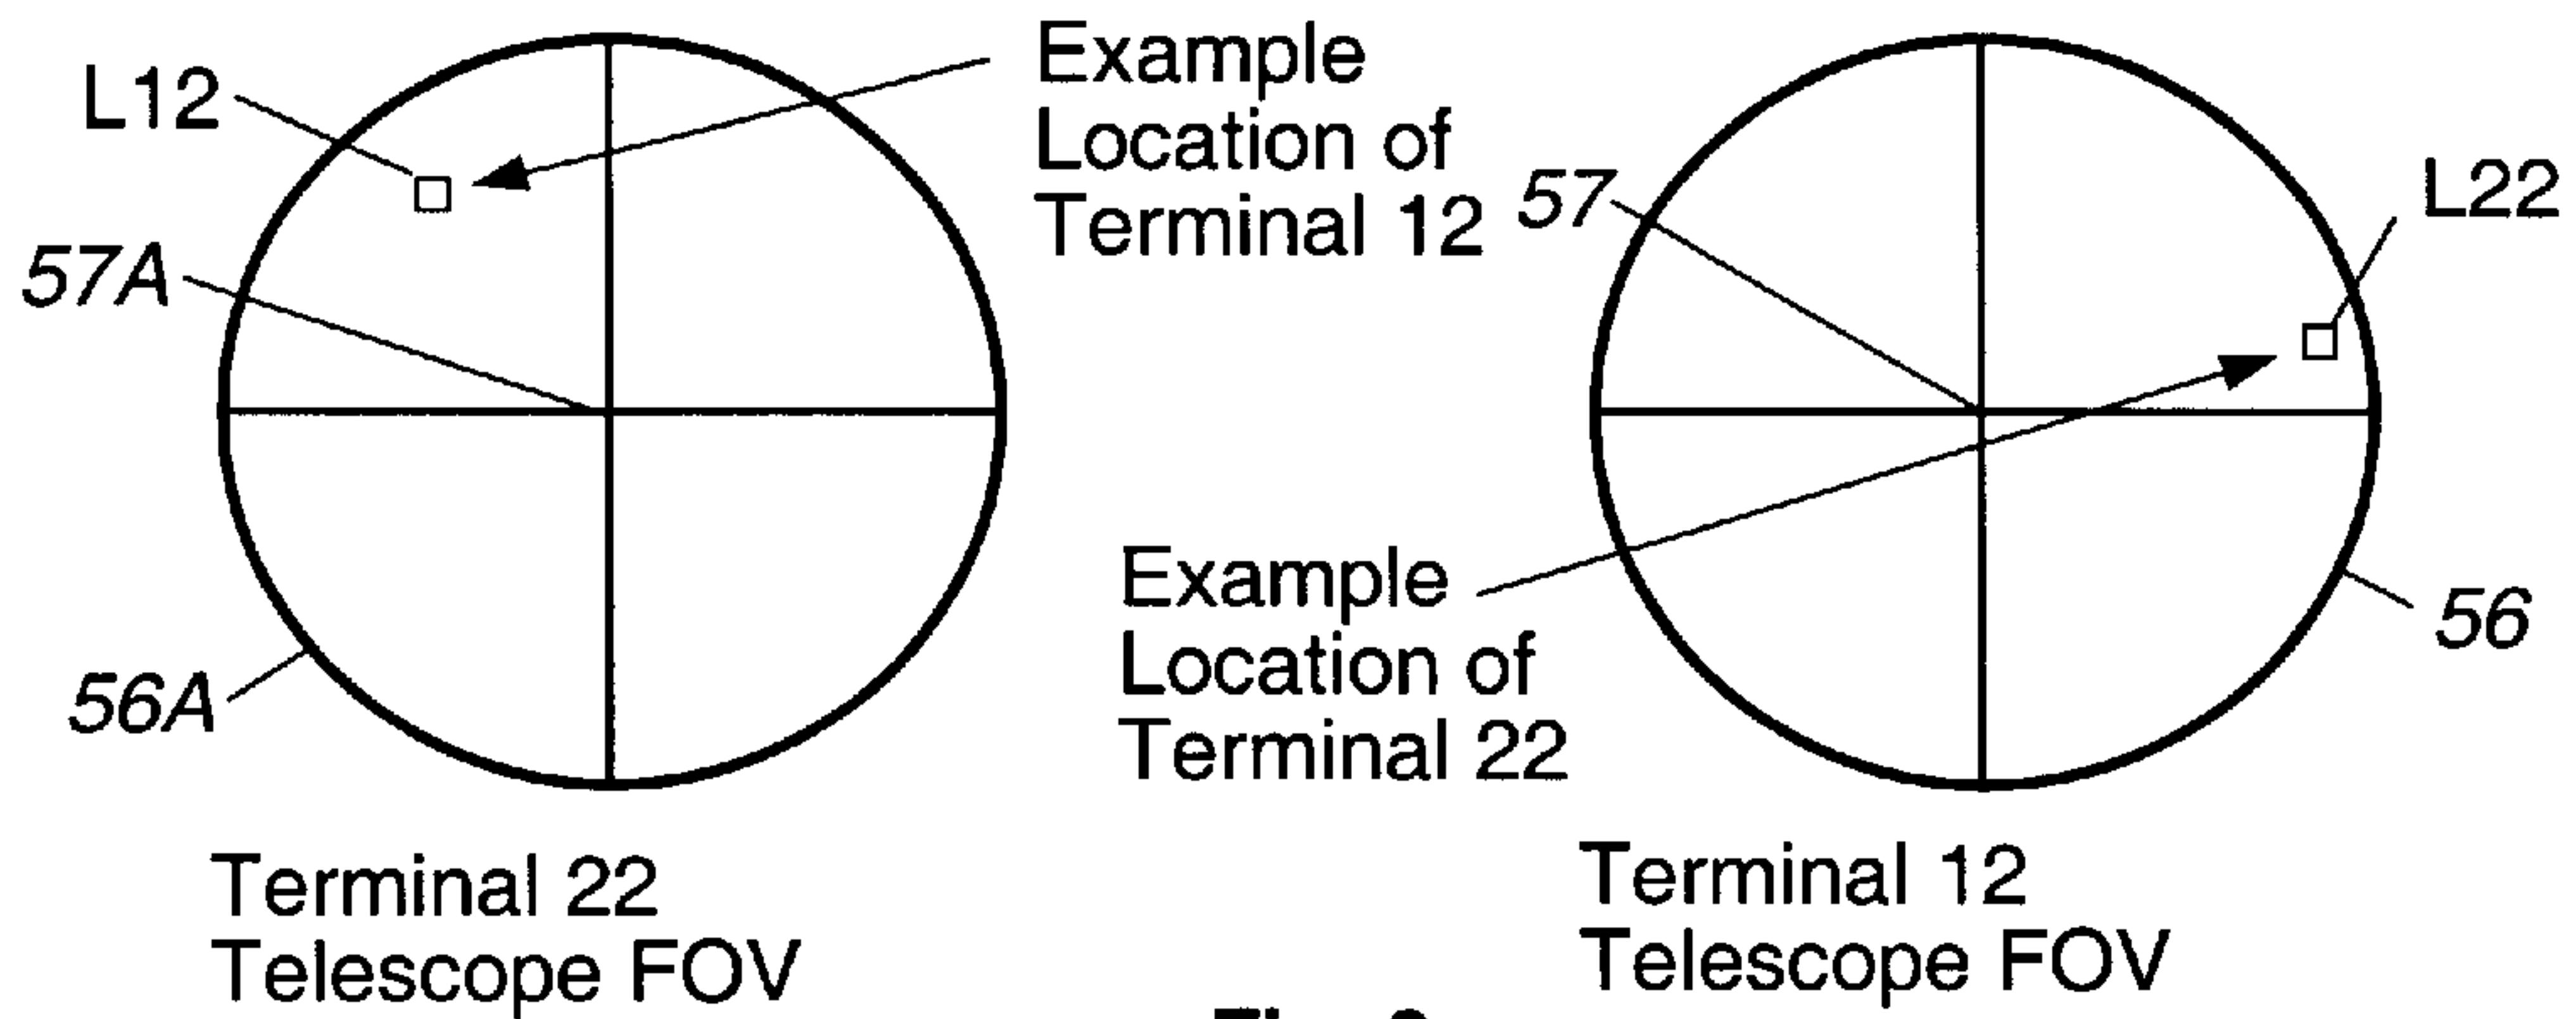 L12
Example
Location of
Terminal 12
57A
56A
Terminal 22
Telescope FOV
57
L22
Example
Location of
Terminal 22
56
Terminal 12
Telescope FOV